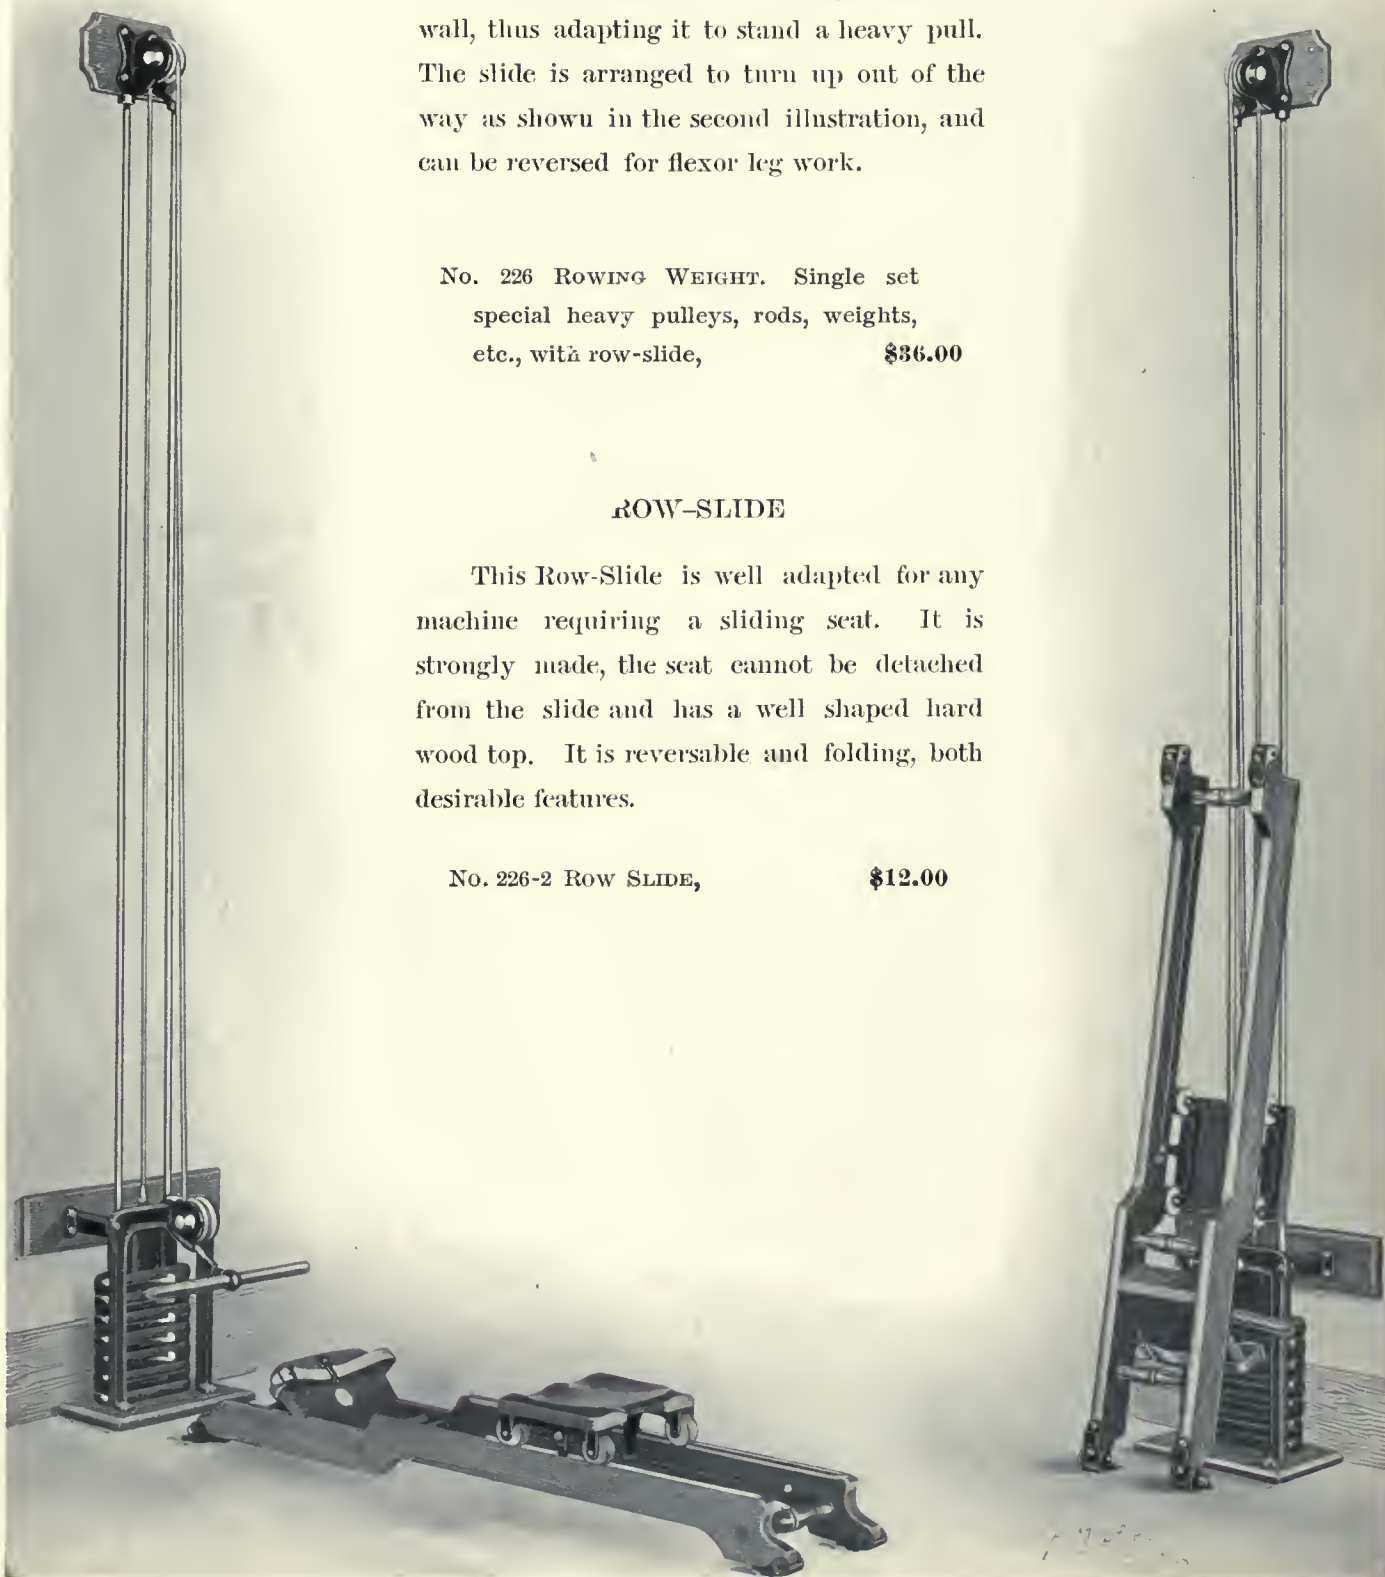 wall, thus adapting it to stand a heavy pull.
The slide is arranged to turn up out of the
way as shown in the second illustration, and
can be reversed for flexor leg work.
No. 226 ROWING WEIGHT. Single set
special heavy pulleys, rods, weights,
etc., with row-slide, $36.00
ROW-SLIDE
This Row-Slide is well adapted for any
machine requiring a sliding seat. It is
strongly made, the seat cannot be detached
from the slide and has a well shaped hard
wood top. It is reversable and folding, both
desirable features.
No. 226-2 ROW SLIDE, $12.00